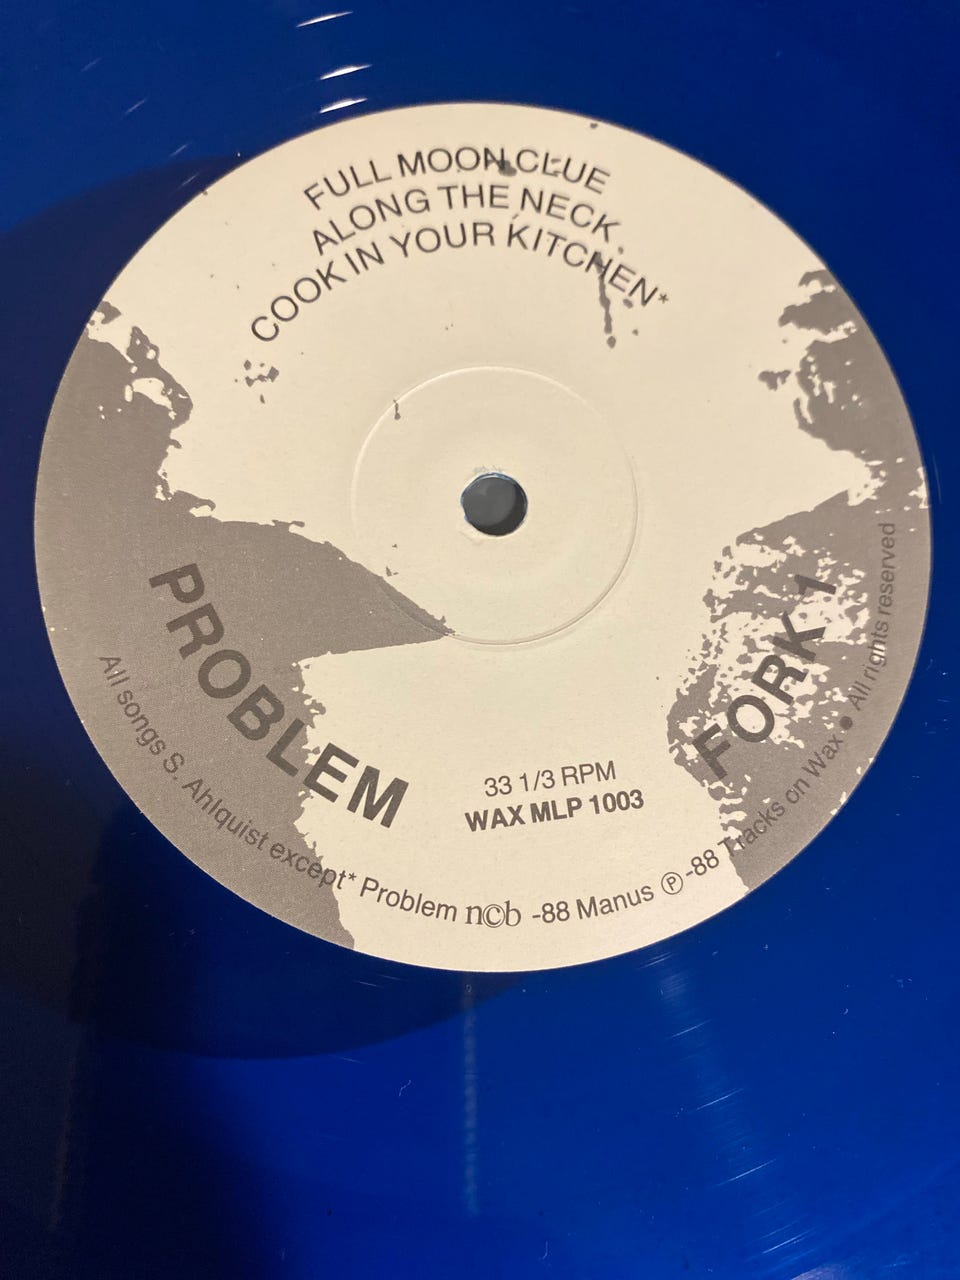 FULL MOON CLUE
ALONG THE NECK
COOK IN YOUR KITCHEN*
PROBLEM
FORK 1
33 1/3 RPM
WAX MLP 1003
All songs S. Ahlquist except* Problem n©b -88 Manus ℗ -88 Tracks on Wax ● All rights reserved